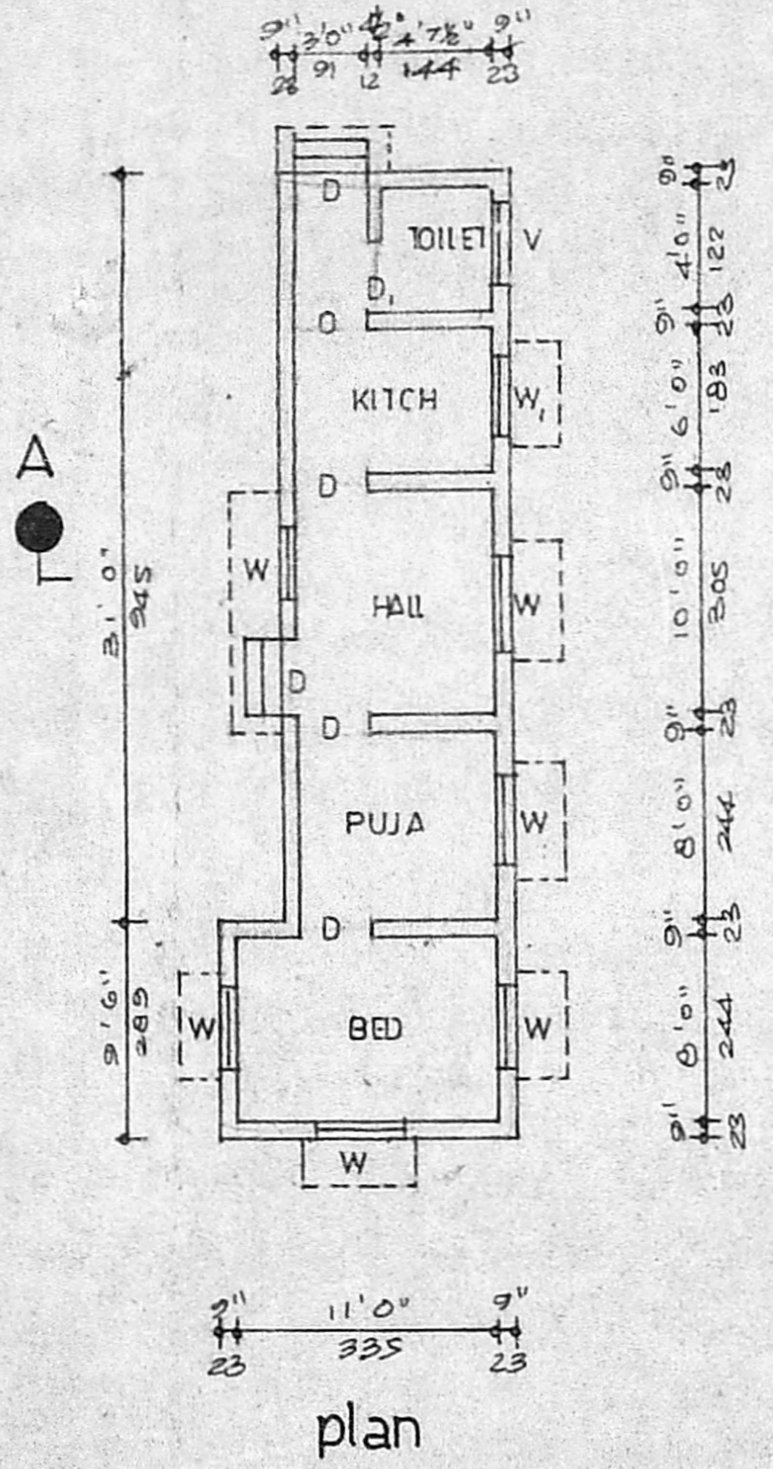 9" 3'0" 4½" 4'7½" 9"
23 91 12 144 23
D
TOILET V
D1
D
KITCH W1
D
A
W HALL W
D
D
PUJA W
D
W BED W
W
31'0"
945
9'6"
289
9" 23
4'0" 122
9" 23
6'0" 183
9" 23
10'0" 305
9" 23
8'0" 244
9" 23
8'0" 244
9" 23
9" 11'0" 9"
23 335 23
plan